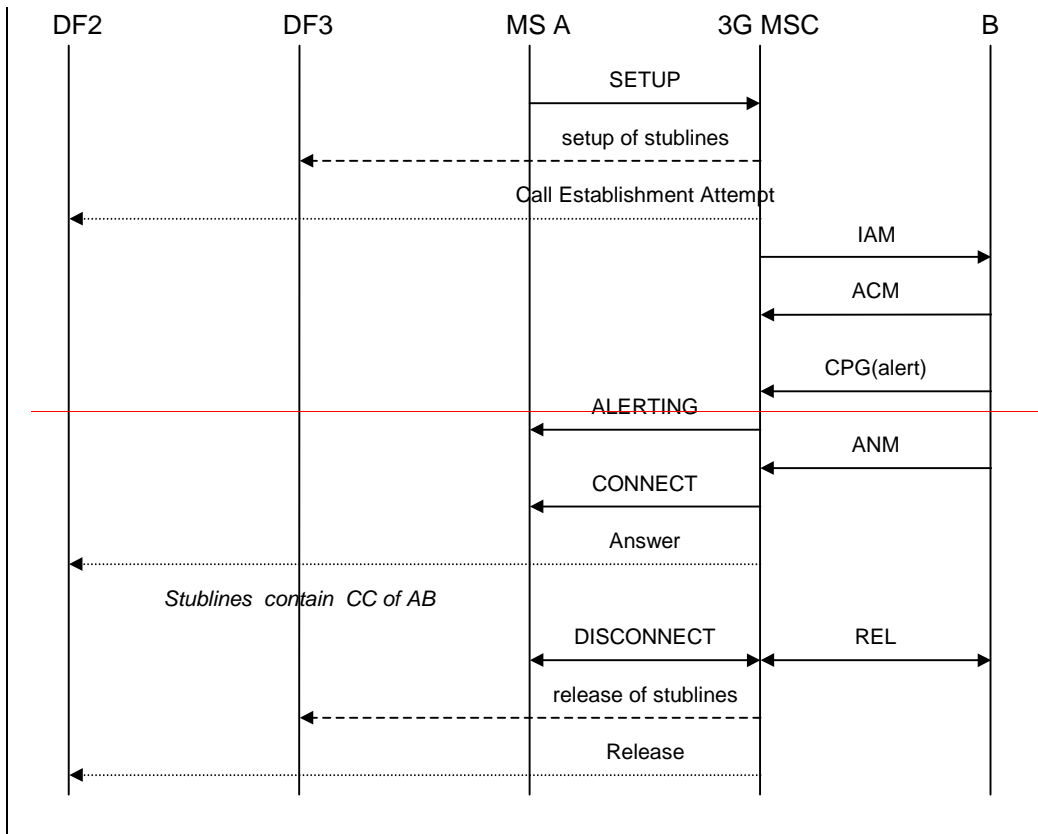 DF2 DF3 MS A 3G MSC B
SETUP
setup of stublines
Call Establishment Attempt
IAM
ACM
CPG(alert)
ALERTING
ANM
CONNECT
Answer
Stublines contain CC of AB
DISCONNECT REL
release of stublines
Release